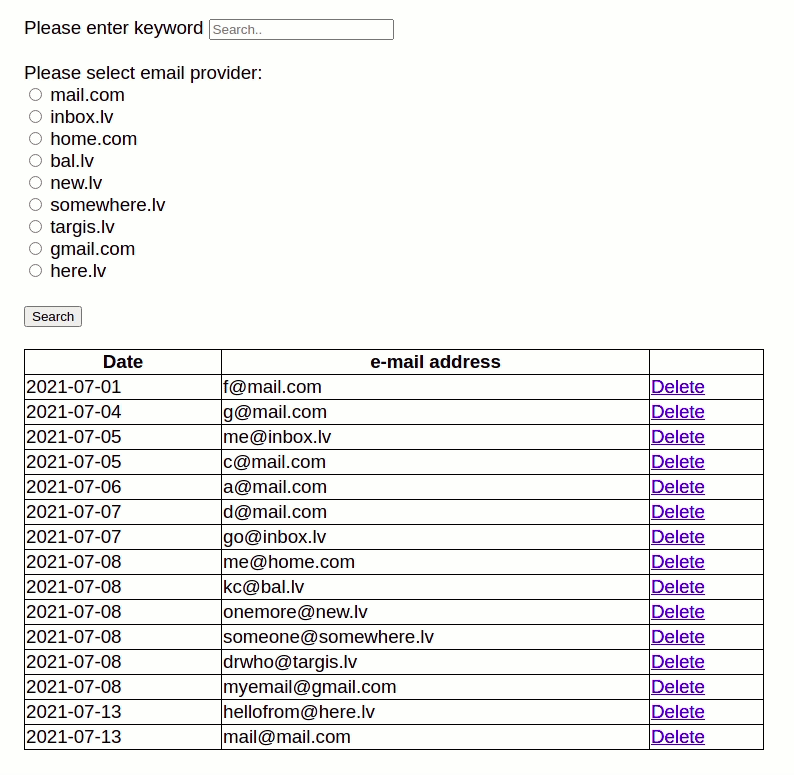 Please enter keyword Search..
Please select email provider:
mail.com
inbox.lv
home.com
bal.lv
new.lv
somewhere.lv
targis.lv
gmail.com
here.lv
Search
Date e-mail address
2021-07-01 f@mail.com Delete
2021-07-04 g@mail.com Delete
2021-07-05 me@inbox.lv Delete
2021-07-05 c@mail.com Delete
2021-07-06 a@mail.com Delete
2021-07-07 d@mail.com Delete
2021-07-07 go@inbox.lv Delete
2021-07-08 me@home.com Delete
2021-07-08 kc@bal.lv Delete
2021-07-08 onemore@new.lv Delete
2021-07-08 someone@somewhere.lv Delete
2021-07-08 drwho@targis.lv Delete
2021-07-08 myemail@gmail.com Delete
2021-07-13 hellofrom@here.lv Delete
2021-07-13 mail@mail.com Delete